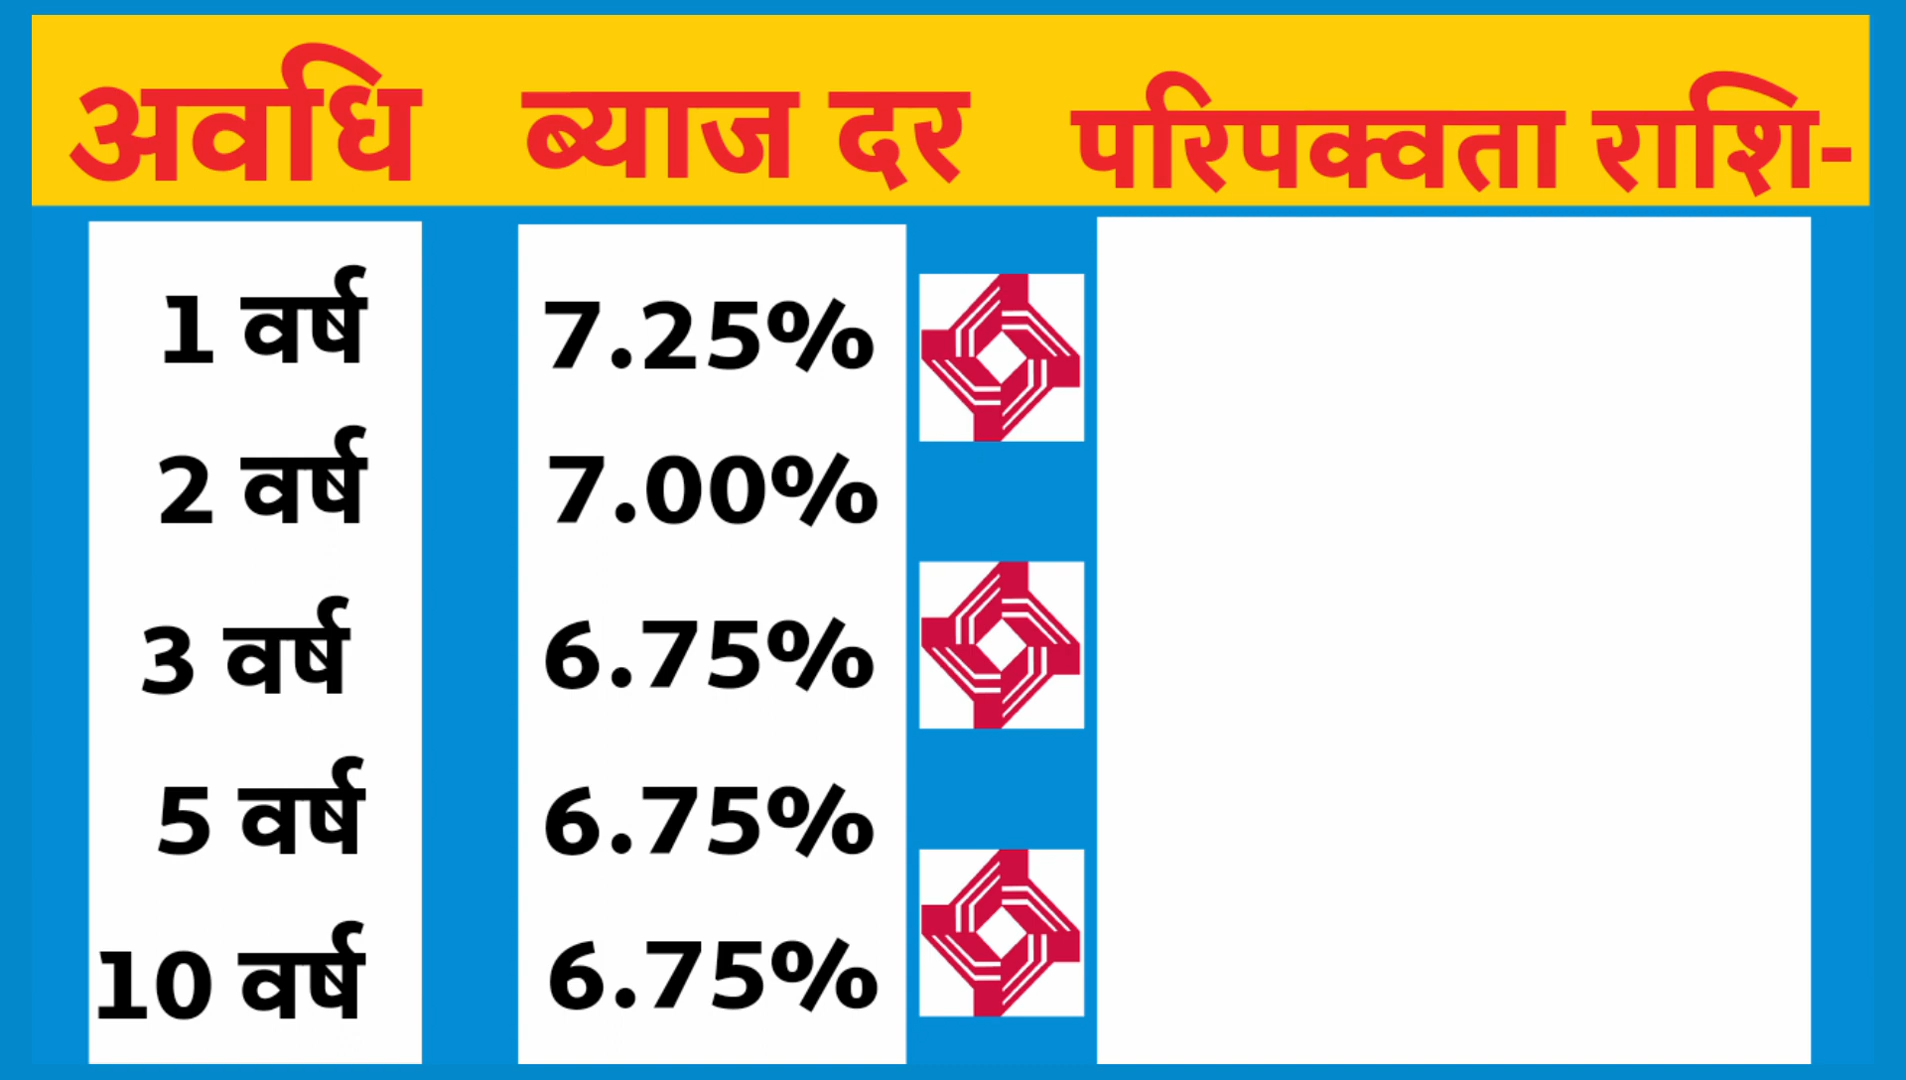 अवधि ब्याज दर परिपक्वता राशि-
1 वर्ष 7.25%
2 वर्ष 7.00%
3 वर्ष 6.75%
5 वर्ष 6.75%
10 वर्ष 6.75%